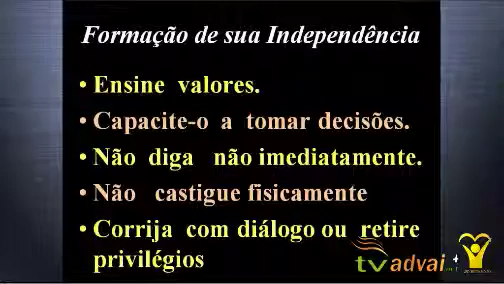 Formação de sua Independência
• Ensine valores.
• Capacite-o a tomar decisões.
• Não diga não imediatamente.
• Não castigue fisicamente
• Corrija com diálogo ou retire
privilégios
tvadvai